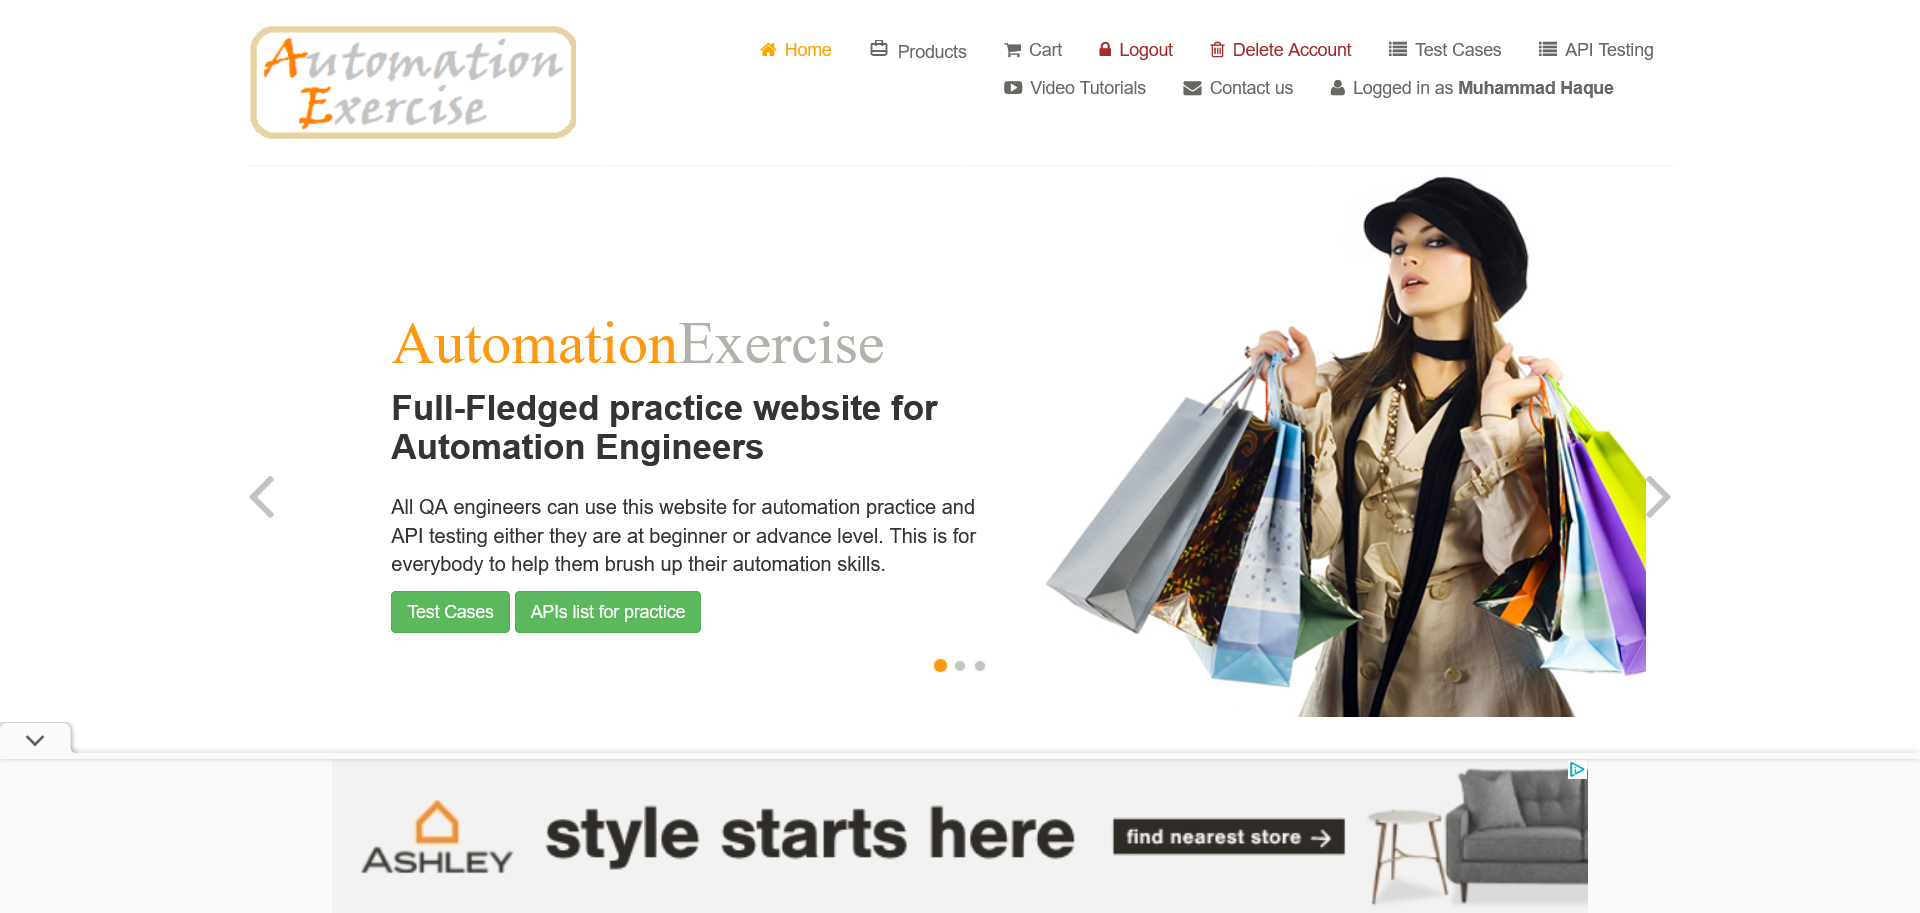 Automation
Exercise
Home Products Cart Logout Delete Account Test Cases API Testing
Video Tutorials Contact us Logged in as Muhammad Haque
AutomationExercise
Full-Fledged practice website for
Automation Engineers
All QA engineers can use this website for automation practice and
API testing either they are at beginner or advance level. This is for
everybody to help them brush up their automation skills.
Test Cases APIs list for practice
ASHLEY style starts here find nearest store →